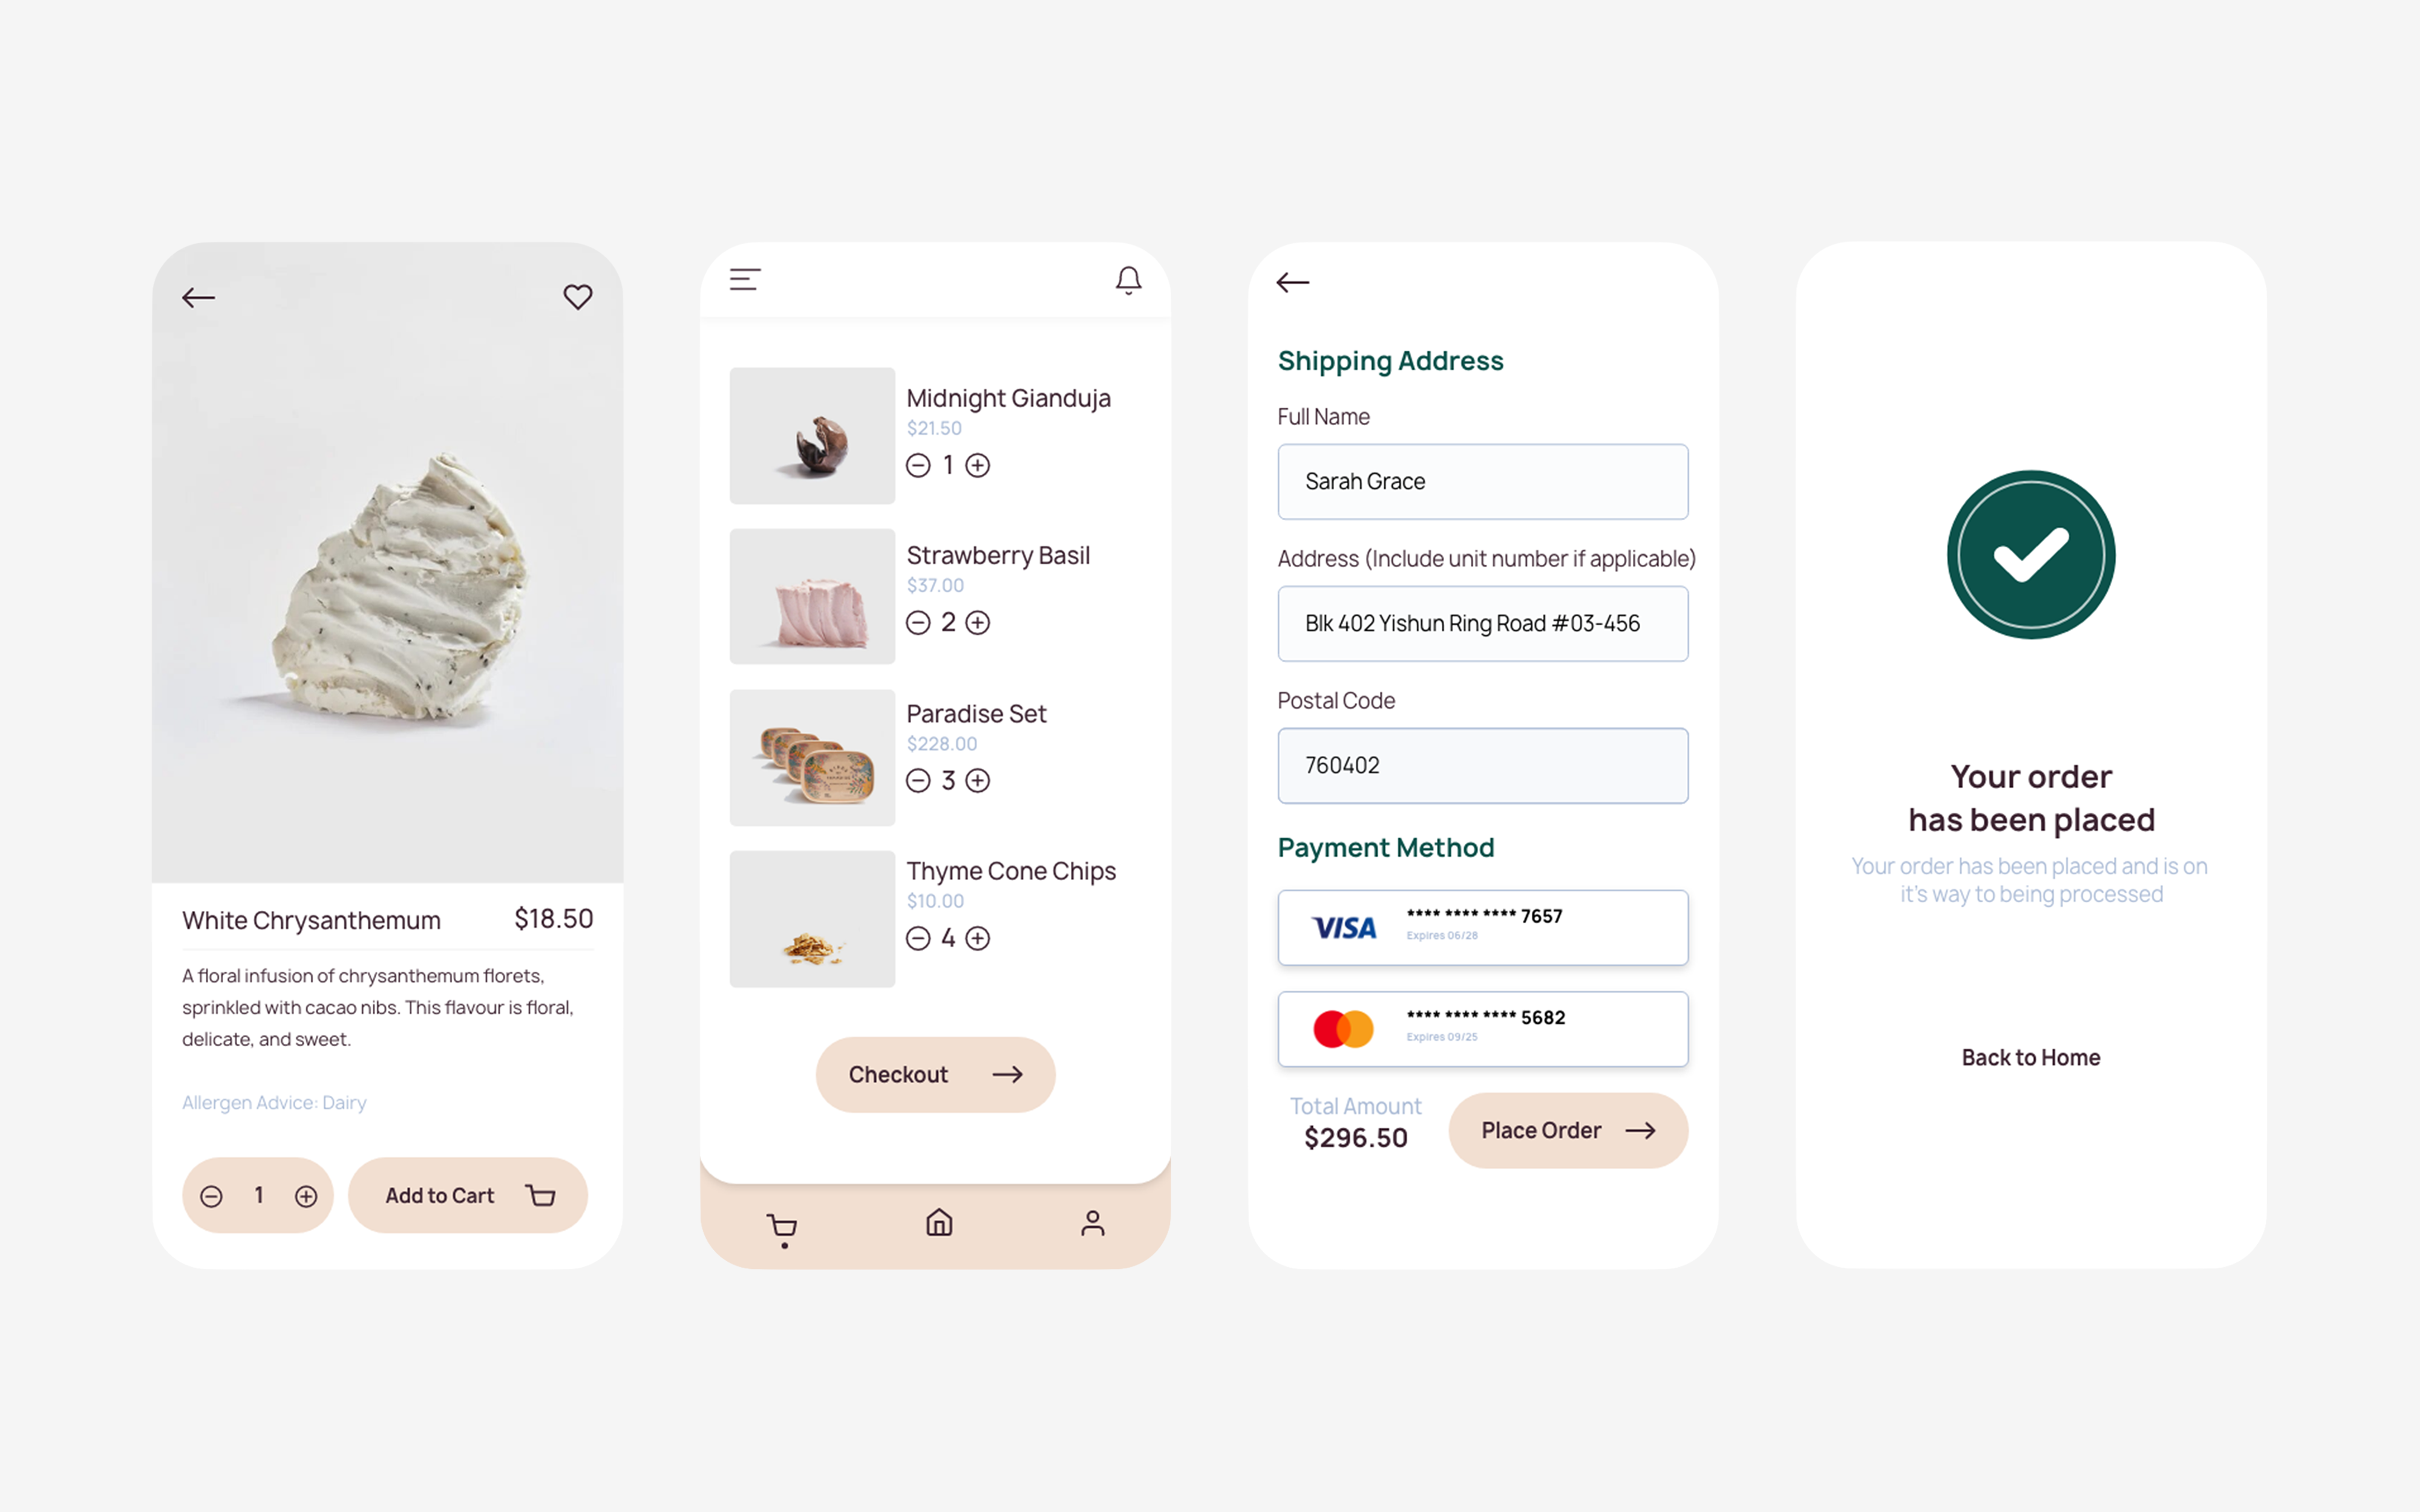 White Chrysanthemum
$18.50
A floral infusion of chrysanthemum florets,
sprinkled with cacao nibs. This flavour is floral,
delicate, and sweet.
Allergen Advice: Dairy
1
Add to Cart
Midnight Gianduja
$21.50
1
Strawberry Basil
$37.00
2
Paradise Set
$228.00
3
Thyme Cone Chips
$10.00
4
Checkout
Shipping Address
Full Name
Sarah Grace
Address (Include unit number if applicable)
Blk 402 Yishun Ring Road #03-456
Postal Code
760402
Payment Method
VISA
**** **** **** 7657
Expires 06/28
**** **** **** 5682
Expires 09/25
Total Amount
$296.50
Place Order
Your order
has been placed
Your order has been placed and is on
it's way to being processed
Back to Home